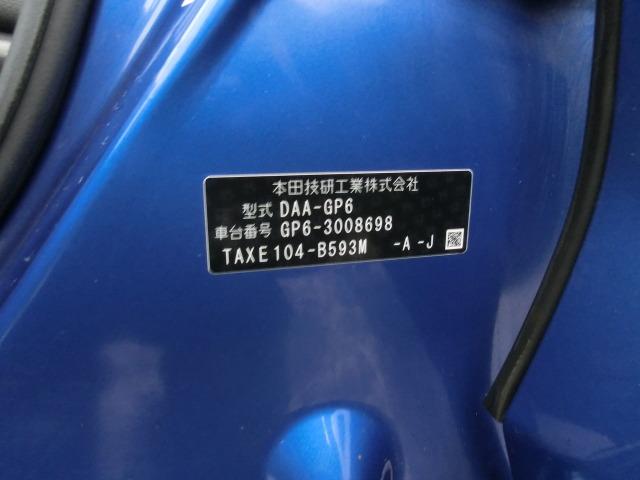 本田技研工業株式会社
型式 DAA-GP6
車台番号 GP6-3008698
TAXE104-B593M -A-J